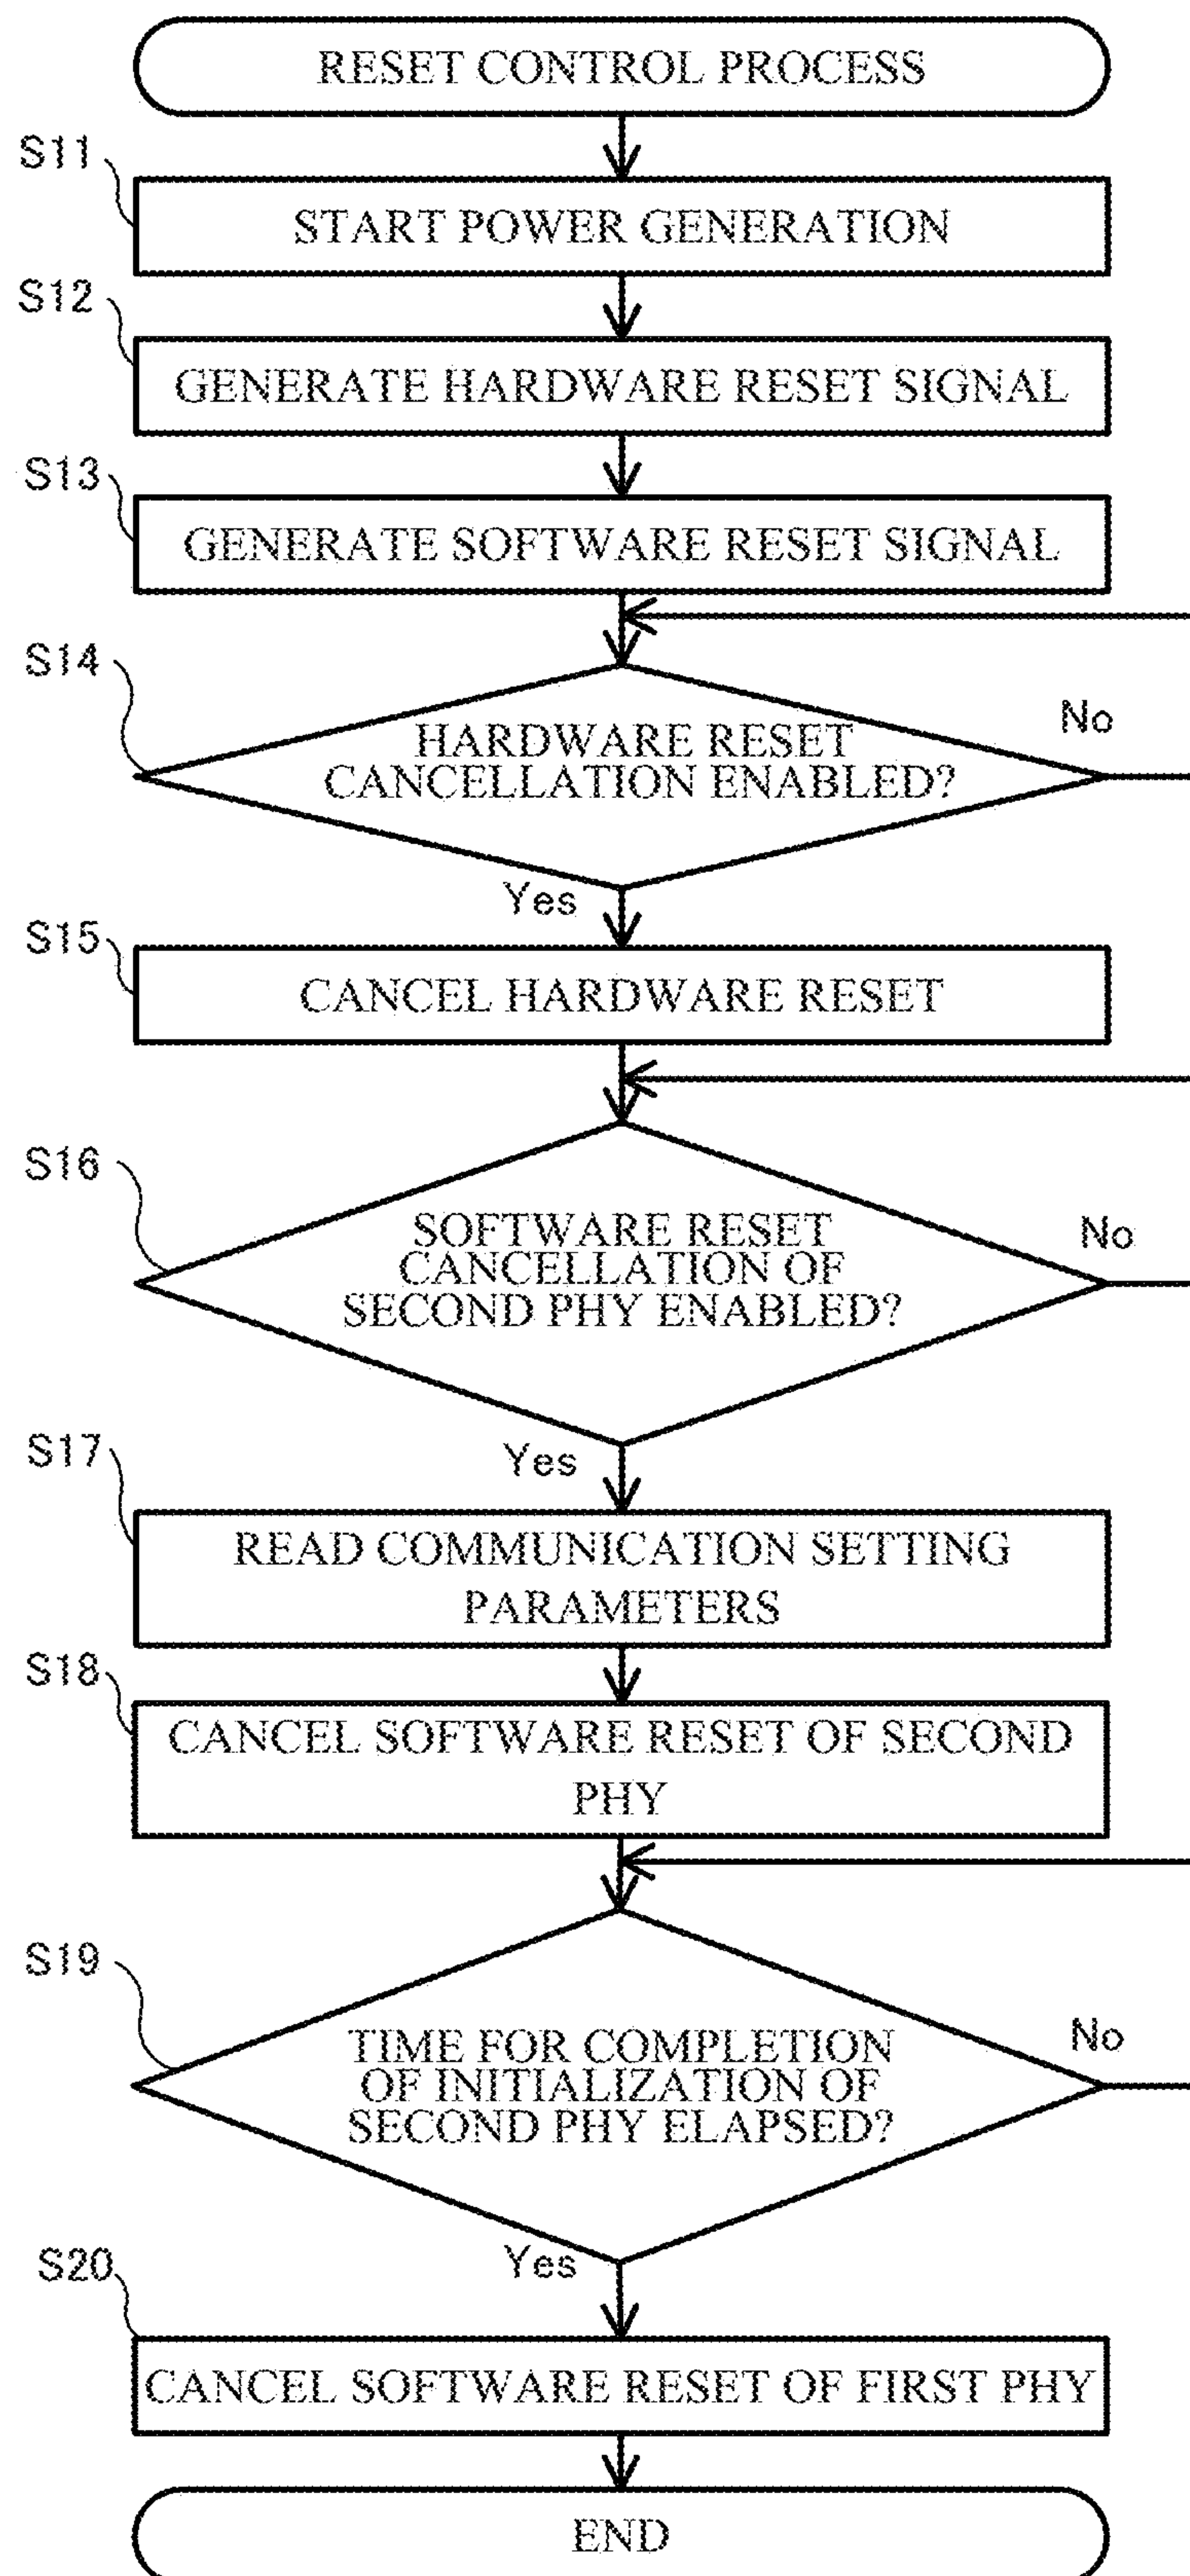 RESET CONTROL PROCESS
S11
START POWER GENERATION
S12
GENERATE HARDWARE RESET SIGNAL
S13
GENERATE SOFTWARE RESET SIGNAL
S14
HARDWARE RESET
CANCELLATION ENABLED?
No
Yes
S15
CANCEL HARDWARE RESET
S16
SOFTWARE RESET
CANCELLATION OF
SECOND PHY ENABLED?
No
Yes
S17
READ COMMUNICATION SETTING
PARAMETERS
S18
CANCEL SOFTWARE RESET OF SECOND
PHY
S19
TIME FOR COMPLETION
OF INITIALIZATION OF
SECOND PHY ELAPSED?
No
Yes
S20
CANCEL SOFTWARE RESET OF FIRST PHY
END